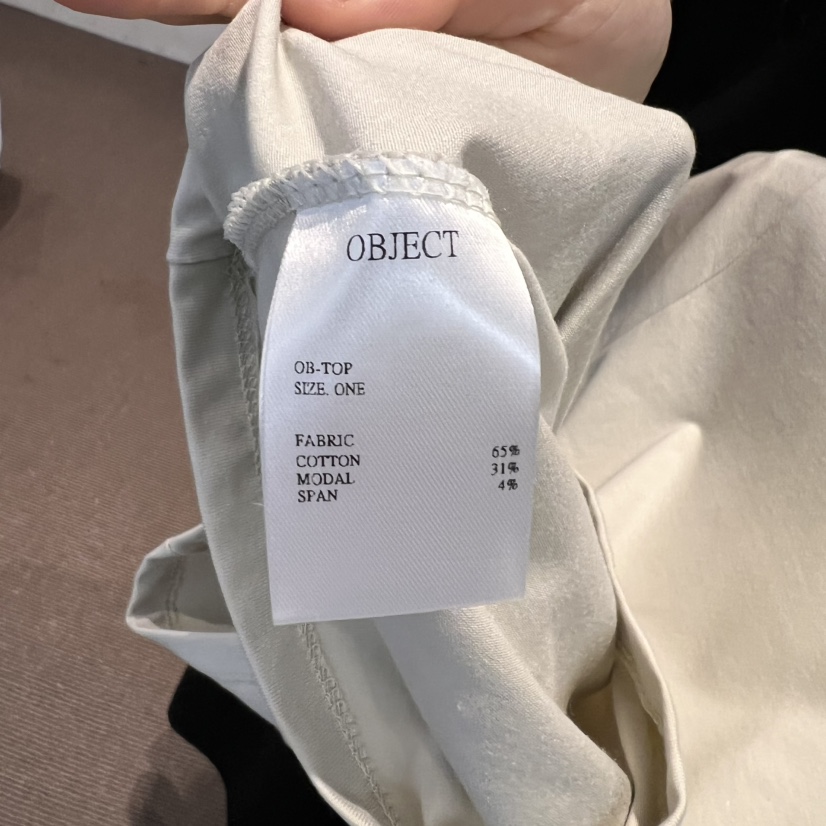 OBJECT
OB-TOP
SIZE. ONE
FABRIC
COTTON 65%
MODAL 31%
SPAN 4%